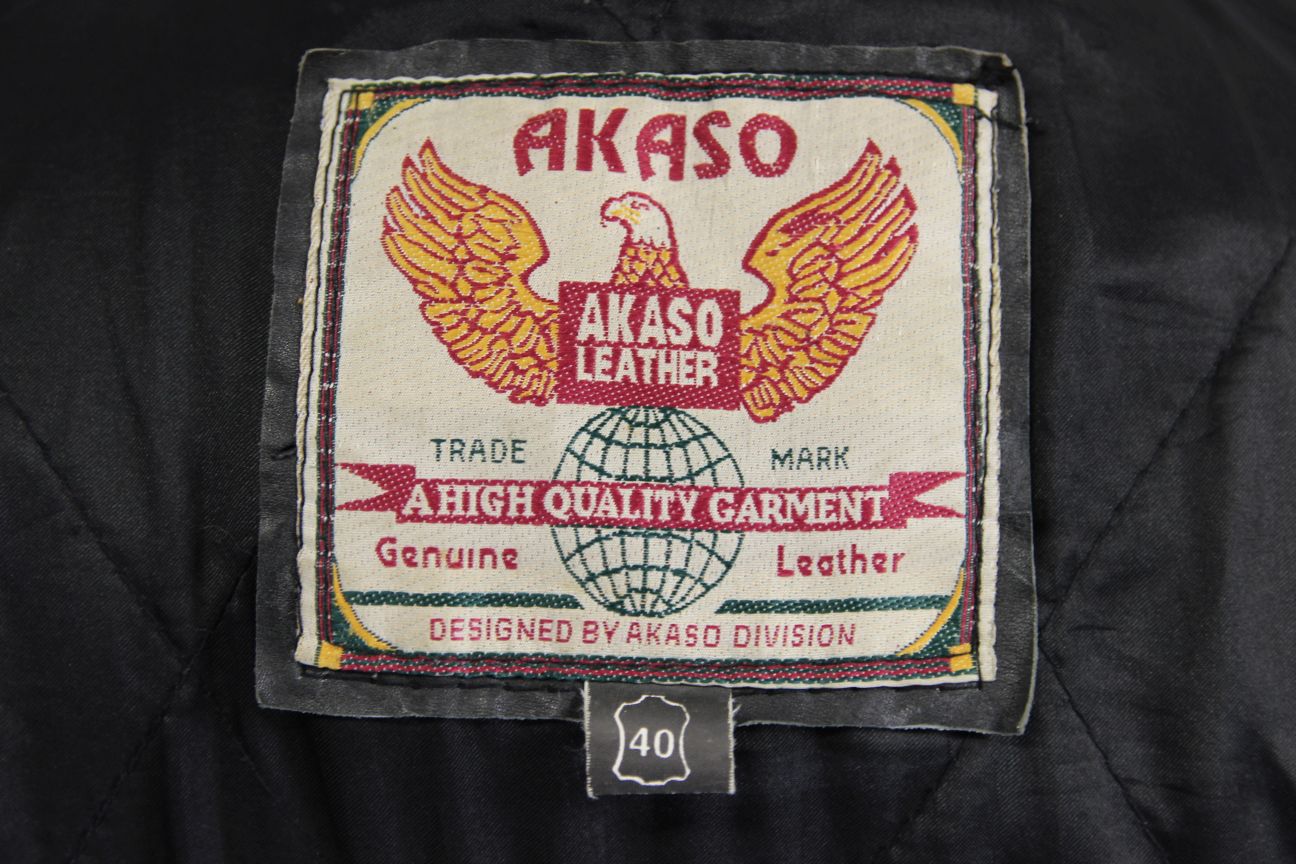 AKASO
AKASO
LEATHER
TRADE MARK
A HIGH QUALITY GARMENT
Genuine Leather
DESIGNED BY AKASO DIVISION
40